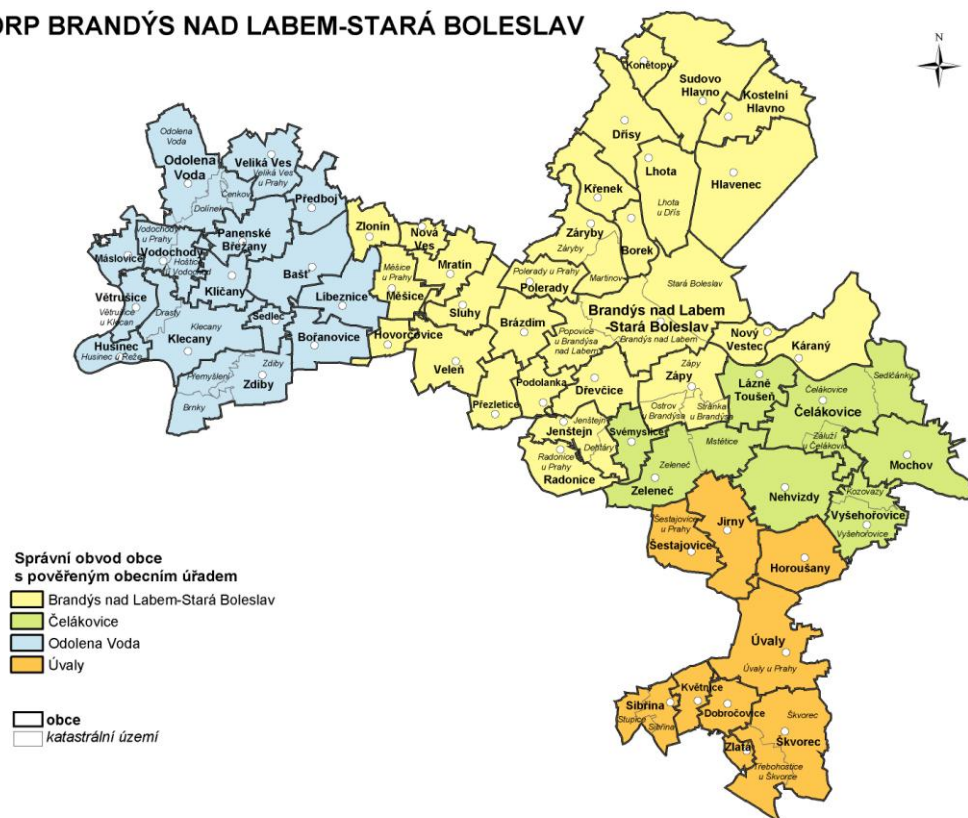 ORP BRANDÝS NAD LABEM-STARÁ BOLESLAV
N
Konětopy
Sudovo
Hlavno
Kostelní
Hlavno
Dřísy
Odolena
Voda
Odolena
Voda
Veliká Ves
Veliká Ves
u Prahy
Čenkov
Dolínek
Předboj
Křenek
Lhota
Lhota
u Dřís
Hlavenec
Záryby
Záryby
Borek
Martinov
Stará Boleslav
Zlonín
Nová
Ves
Panenské
Břežany
Vodochody
u Prahy
Vodochody
Hoštice
u Vodochod
Máslovice
Bašť
Klíčany
Měšice
u Prahy
Měšice
Mratín
Polerady u Prahy
Polerady
Větrušice
Větrušice
u Klecan
Drasty
Libeznice
Sluhy
Brandýs nad Labem
-Stará Boleslav
Brandýs nad Labem
Brázdim
Popovice
u Brandýsa
nad Labem
Nový
Vestec
Káraný
Sedlec
Klecany
Klecany
Bořanovice
Hovorčovice
Husinec
Husinec u Řeže
Zdiby
Zdiby
Přemyšlení
Brnky
Veleň
Podolanka
Dřevčice
Zápy
Zápy
Lázně
Toušeň
Sedlčánky
Čelákovice
Čelákovice
Přezletice
Ostrov
u Brandýsa
Stránka
u Brandýsa
Jenštejn
Jenštejn
Dehtáry
Svémyslice
Mstětice
Záluží
u Čelákovic
Mochov
Radonice
u Prahy
Radonice
Zeleneč
Zeleneč
Nehvizdy
Kozovazy
Vyšehořovice
Vyšehořovice
Šestajovice
u Prahy
Šestajovice
Jirny
Horoušany
Správní obvod obce
s pověřeným obecním úřadem
Brandýs nad Labem-Stará Boleslav
Čelákovice
Odolena Voda
Úvaly
obce
katastrální území
Úvaly
Úvaly u Prahy
Sibřina
Stupice
Sibřina
Květnice
Dobročovice
Škvorec
Škvorec
Zlatá
Třebohostice
u Škvorce